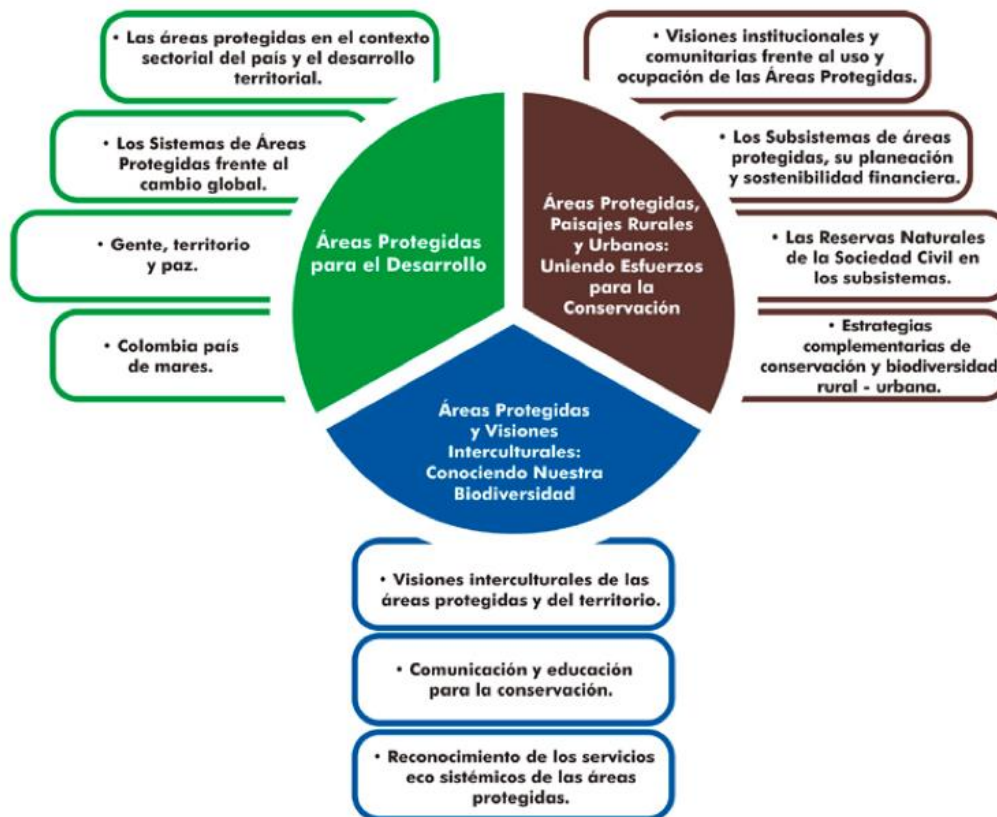 • Las áreas protegidas en el contexto
sectorial del país y el desarrollo
territorial.
• Los Sistemas de Áreas
Protegidas frente al
cambio global.
• Gente, territorio
y paz.
• Colombia país
de mares.
Áreas Protegidas
para el Desarrollo
Áreas Protegidas,
Paisajes Rurales
y Urbanos:
Uniendo Esfuerzos
para la
Conservación
• Visiones institucionales y
comunitarias frente al uso y
ocupación de las Áreas Protegidas.
• Los Subsistemas de áreas
protegidas, su planeación
y sostenibilidad financiera.
• Las Reservas Naturales
de la Sociedad Civil en
los subsistemas.
• Estrategias
complementarias de
conservación y biodiversidad
rural - urbana.
Áreas Protegidas
y Visiones
Interculturales:
Conociendo Nuestra
Biodiversidad
• Visiones interculturales de las
áreas protegidas y del territorio.
• Comunicación y educación
para la conservación.
• Reconocimiento de los servicios
eco sistémicos de las áreas
protegidas.